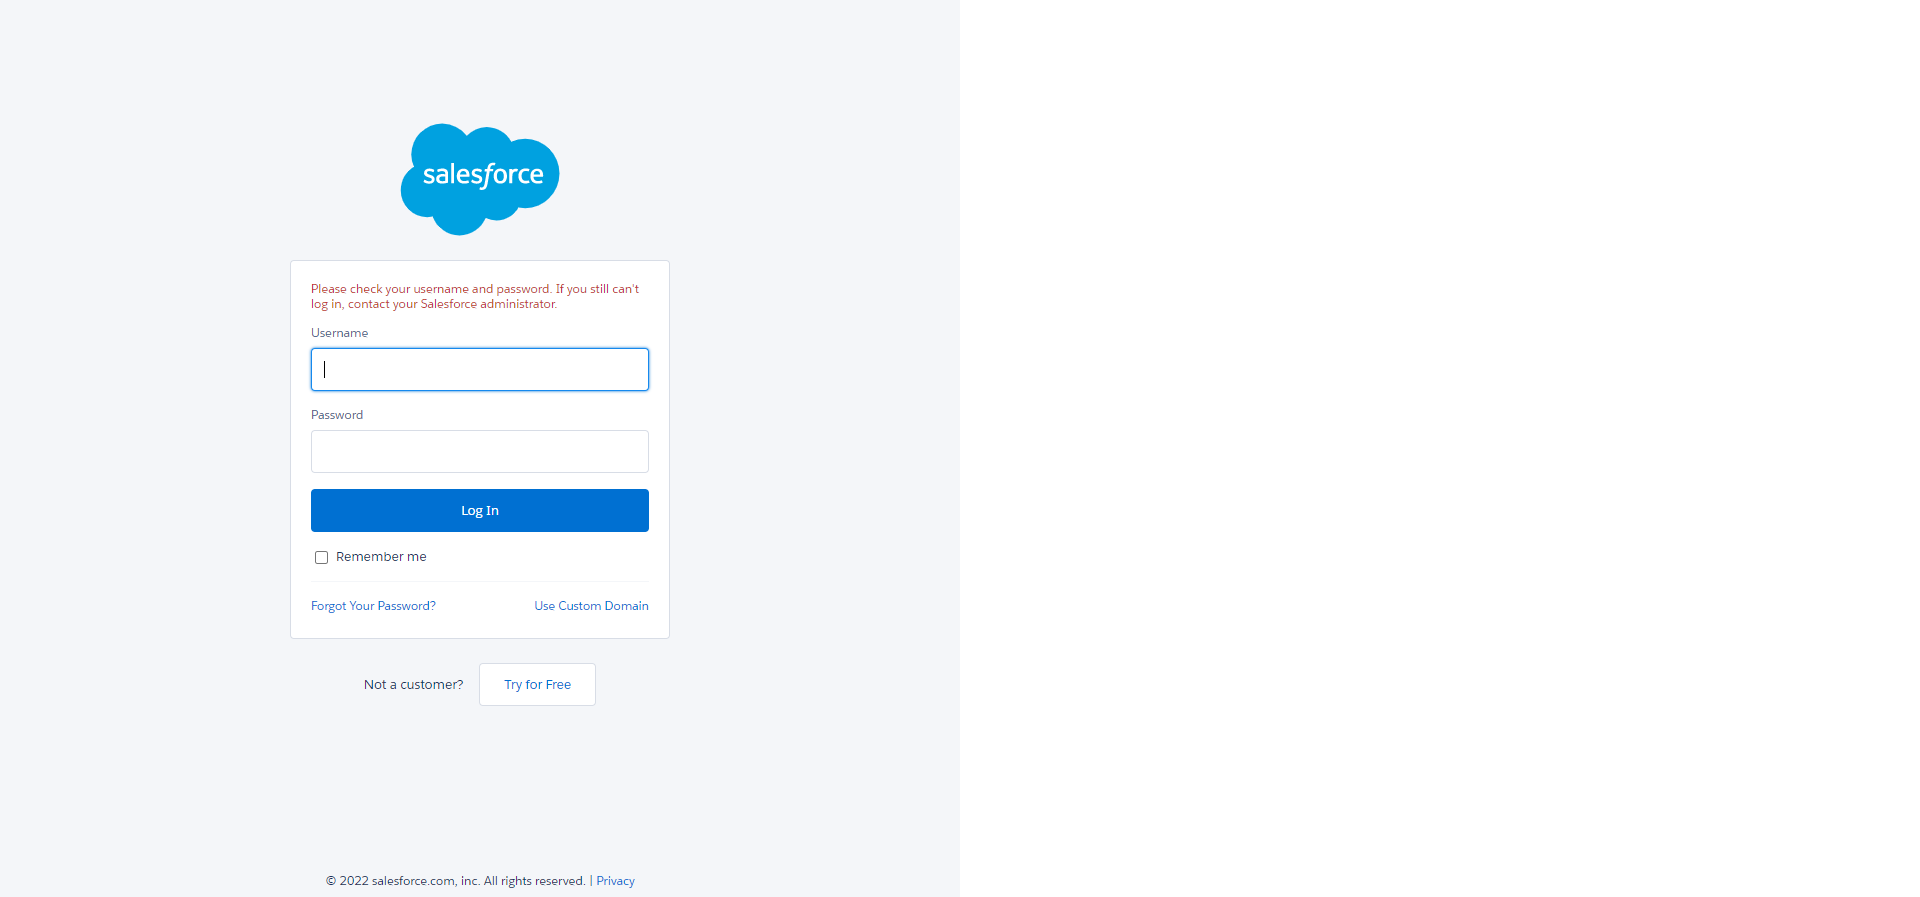 salesforce
Please check your username and password. If you still can't
log in, contact your Salesforce administrator.
Username
Password
Log In
Remember me
Forgot Your Password? Use Custom Domain
Not a customer? Try for Free
© 2022 salesforce.com, inc. All rights reserved. | Privacy